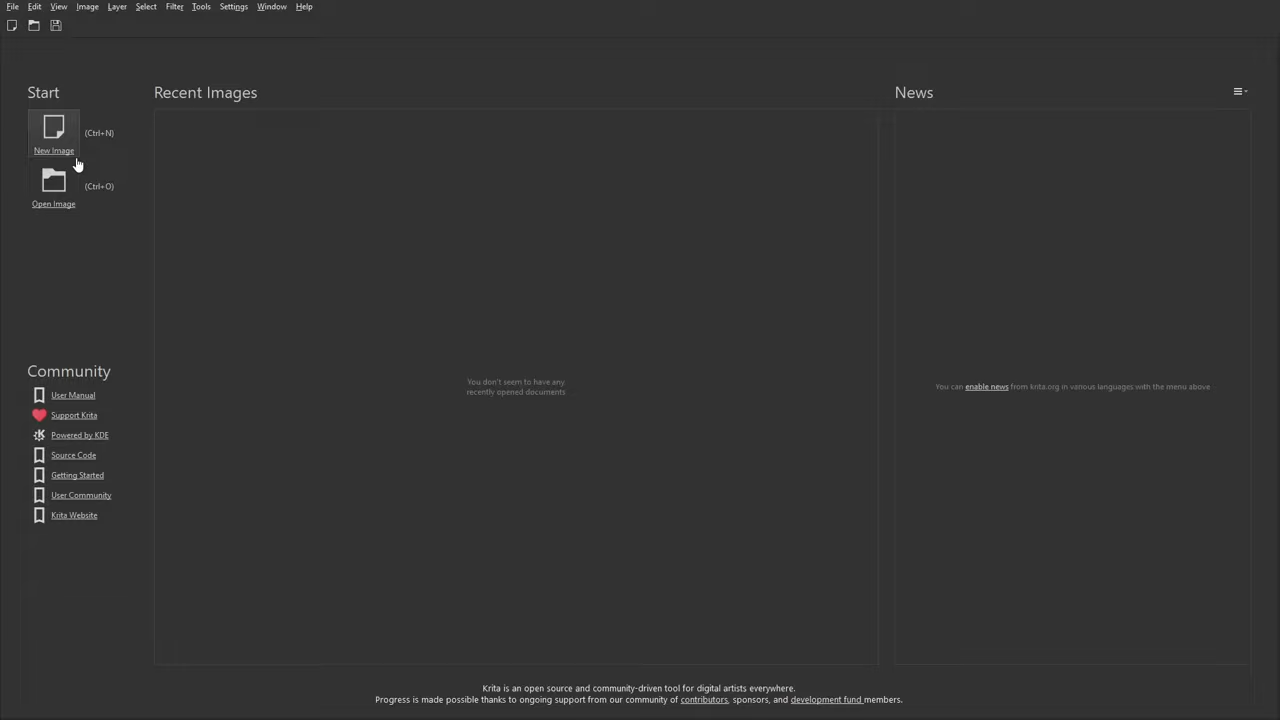 File Edit View Image Layer Select Filter Tools Settings Window Help
Start
Recent Images
News
New Image
(Ctrl+N)
Open Image
(Ctrl+O)
You don't seem to have any
recently opened documents
You can enable news from krita.org in various languages with the menu above
Community
User Manual
Support Krita
Powered by KDE
Source Code
Getting Started
User Community
Krita Website
Krita is an open source and community-driven tool for digital artists everywhere.
Progress is made possible thanks to ongoing support from our community of contributors, sponsors, and development fund members.